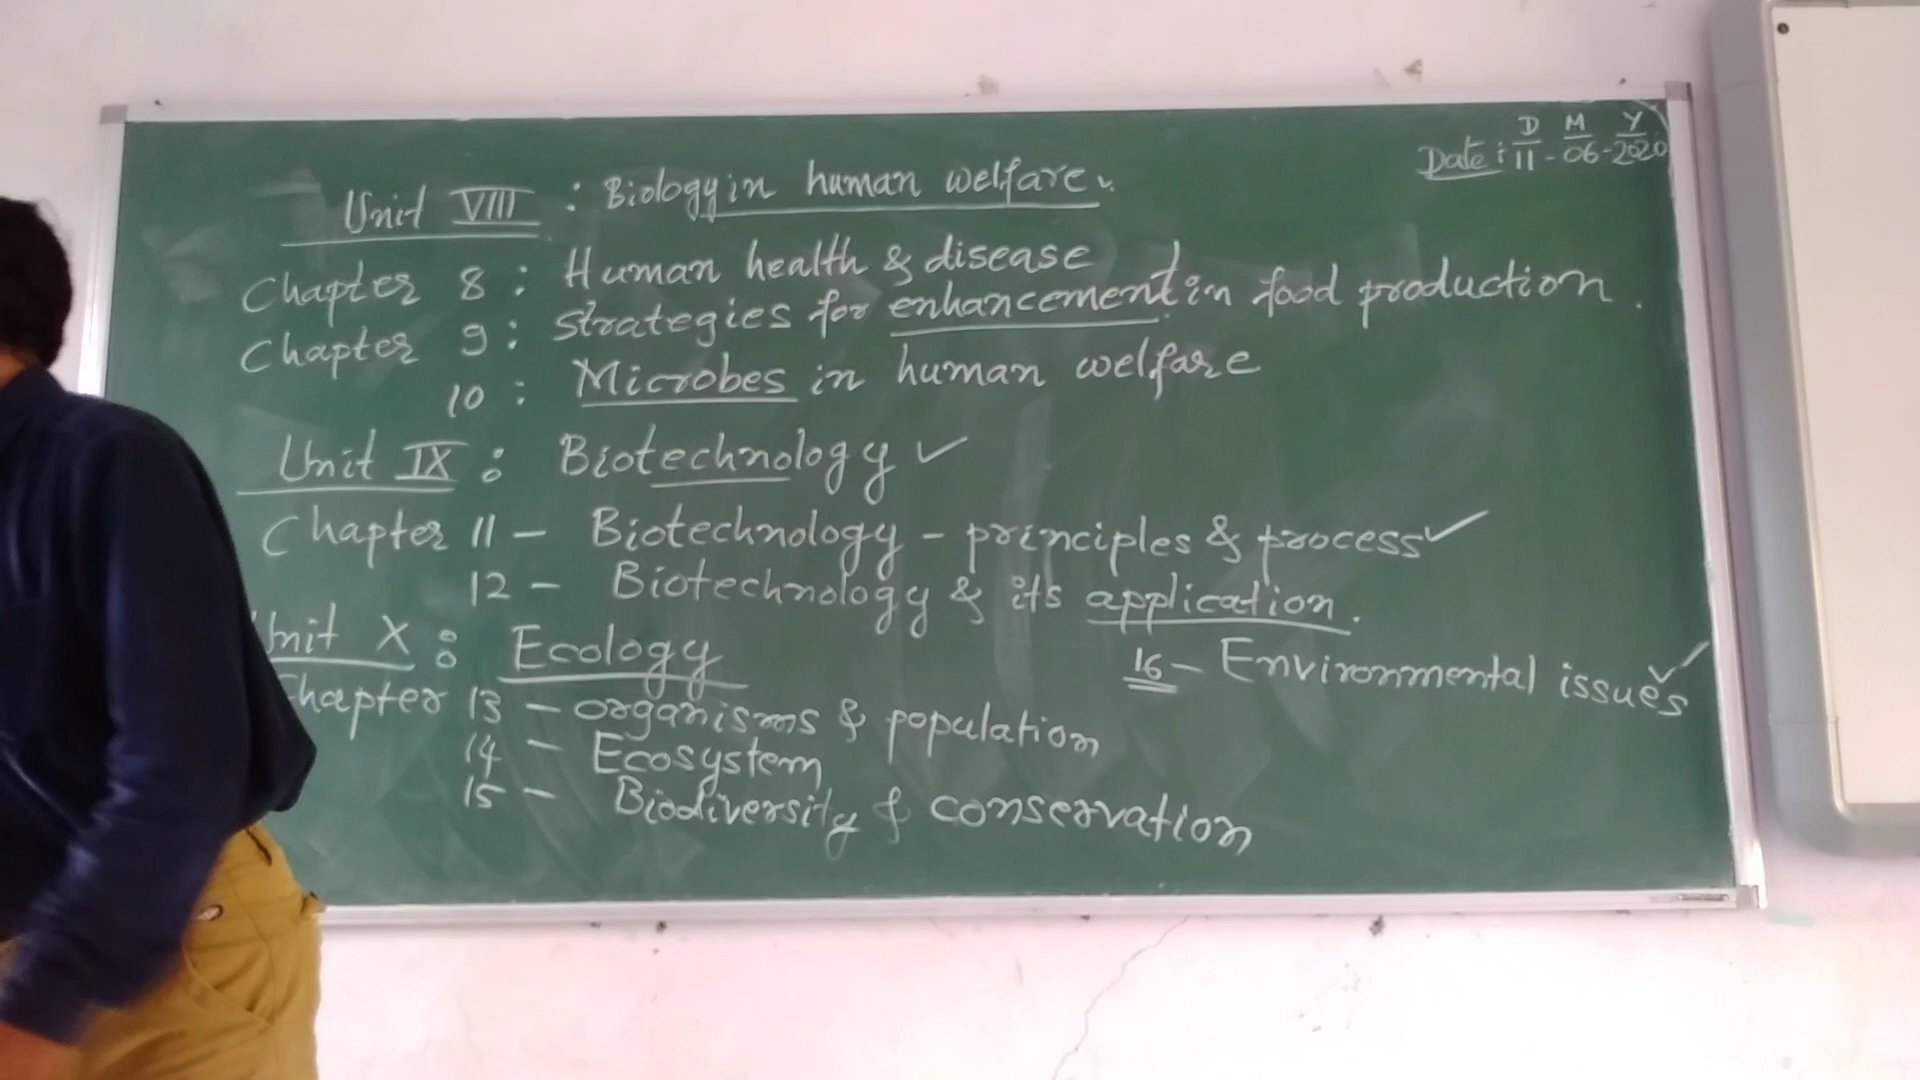 D M Y
Date : 11 - 06 - 2020
Unit VIII : Biology in human welfare.
Chapter 8 : Human health & disease
Chapter 9 : strategies for enhancement in food production.
10 : Microbes in human welfare
Unit IX : Biotechnology ✓
Chapter 11 - Biotechnology - principles & process ✓
12 - Biotechnology & its application.
Unit X : Ecology
16 - Environmental issues ✓
Chapter 13 - organisms & population
14 - Ecosystem
15 - Biodiversity & conservation